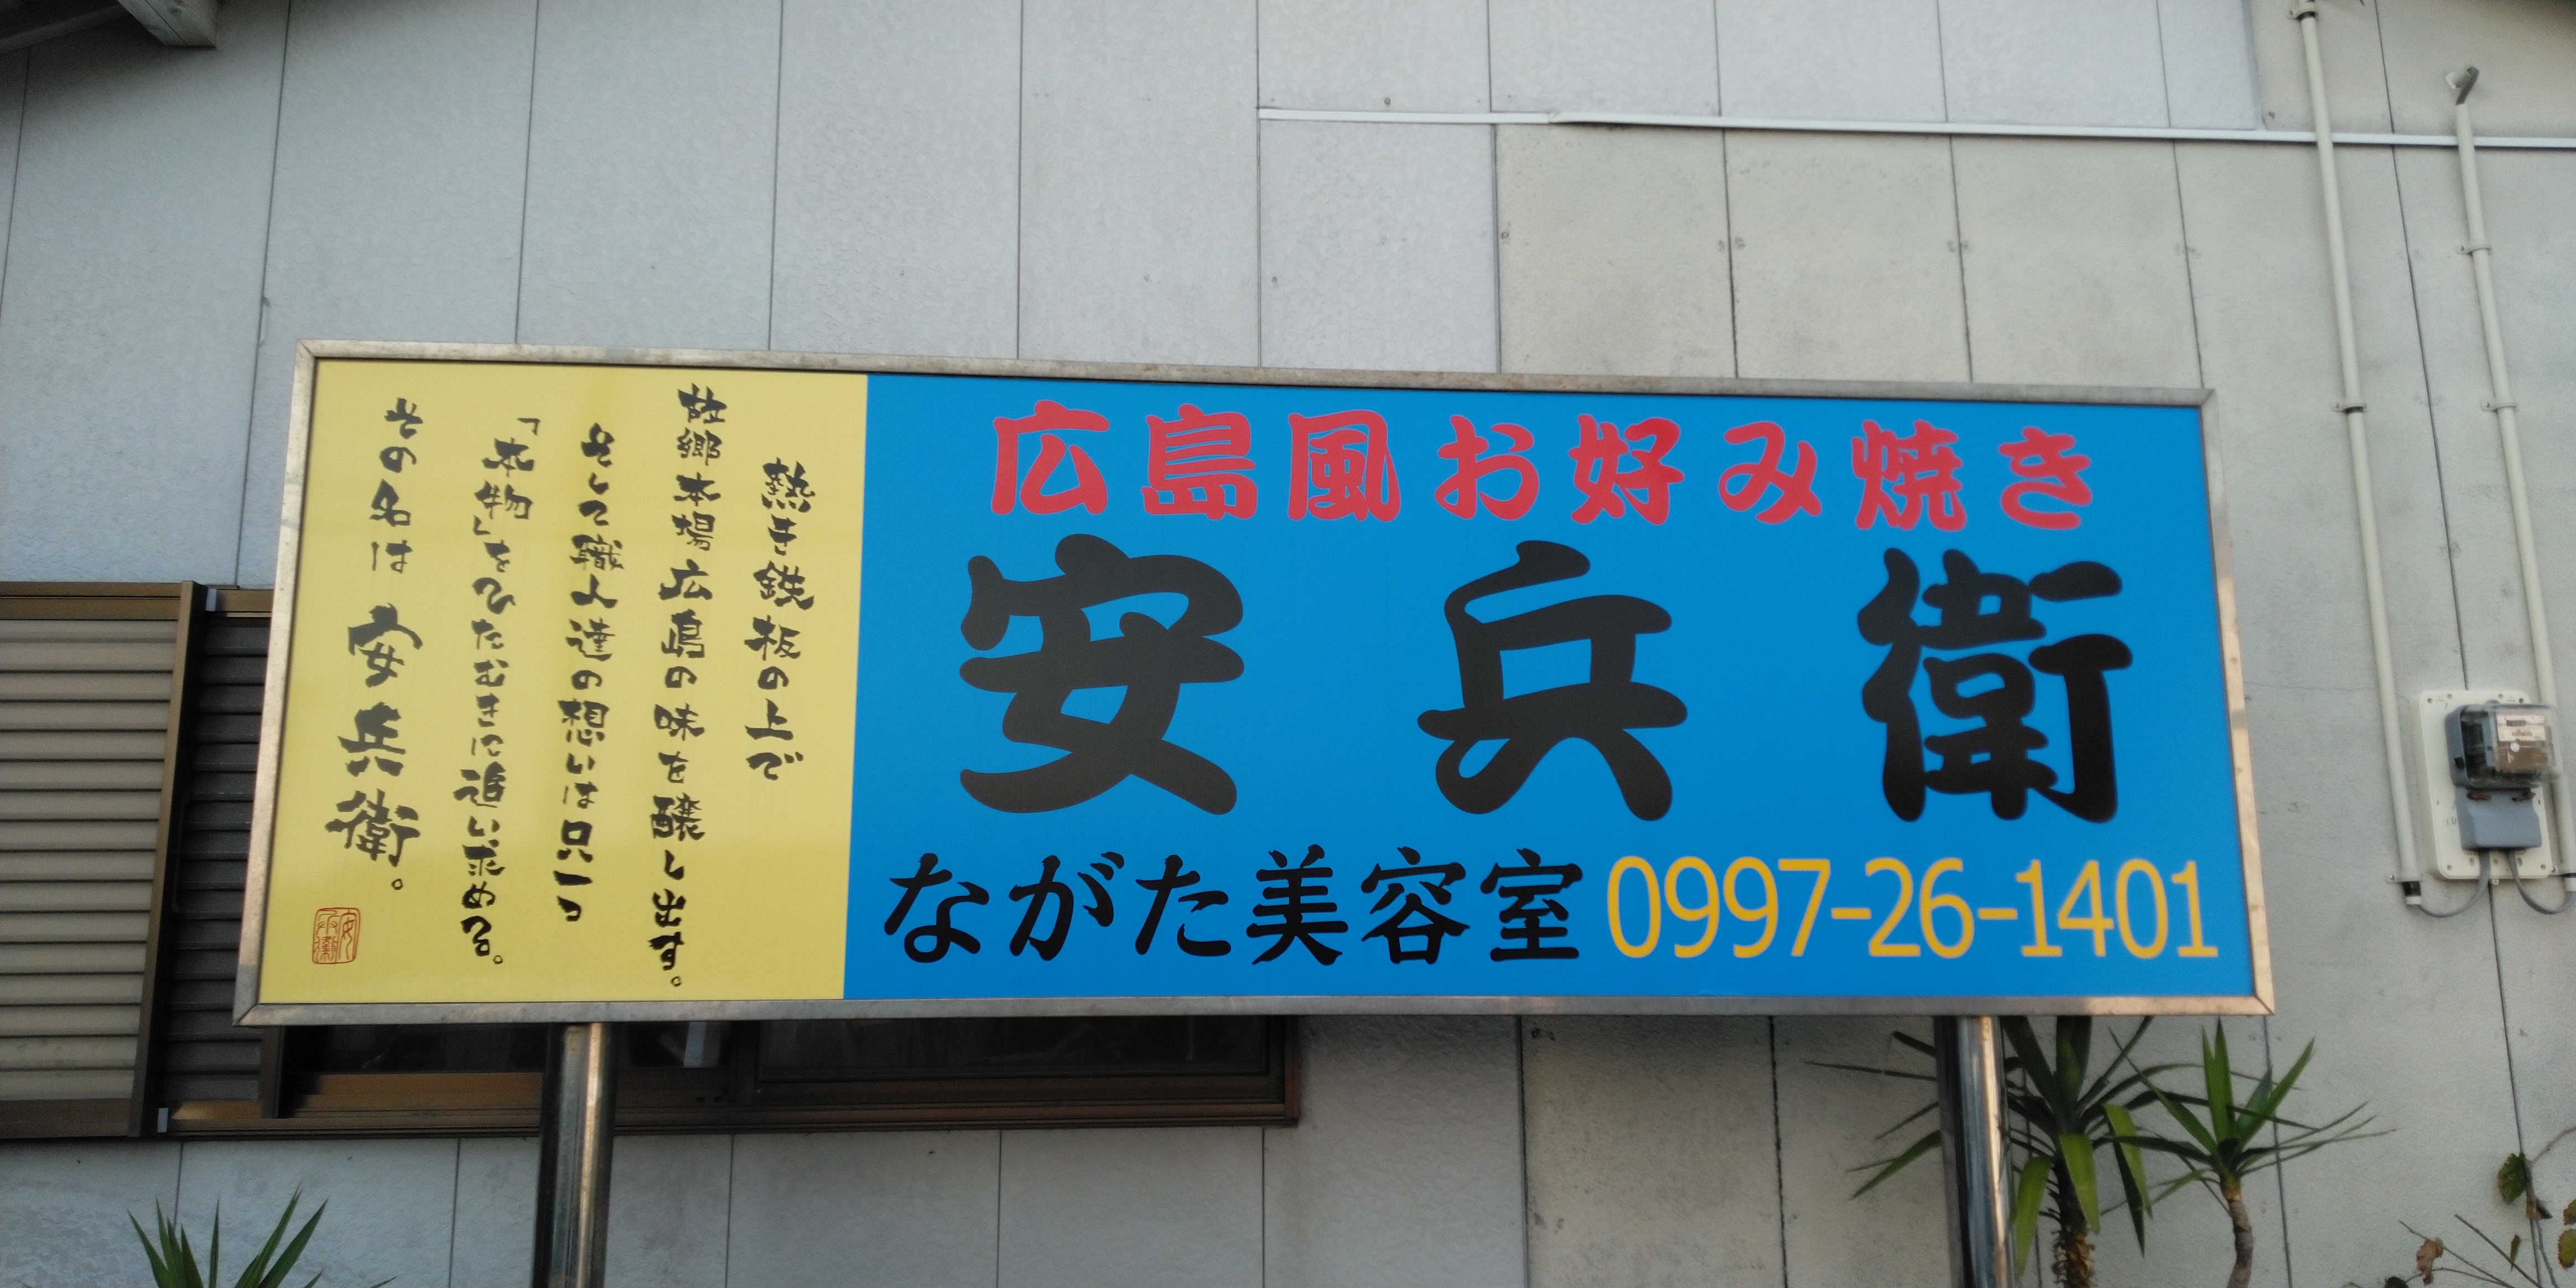 広島風お好み焼き
安兵衛
ながた美容室 0997-26-1401
熱き鉄板の上で
故郷本場広島の味を醸し出す。
そして職人達の想いは只一つ
「本物」をひたむきに追い求める。
その名は 安兵衛。
安兵衛